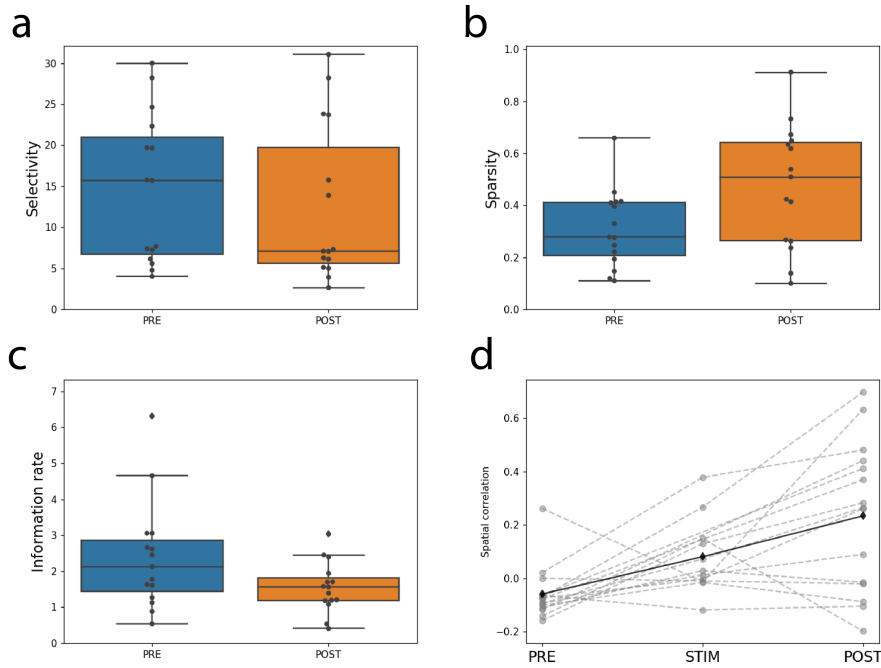 a
Selectivity
30
25
20
15
10
5
0
PRE
POST
b
Sparsity
1.0
0.8
0.6
0.4
0.2
0.0
PRE
POST
c
Information rate
7
6
5
4
3
2
1
0
PRE
POST
d
Spatial correlation
0.6
0.4
0.2
0.0
−0.2
PRE
STIM
POST